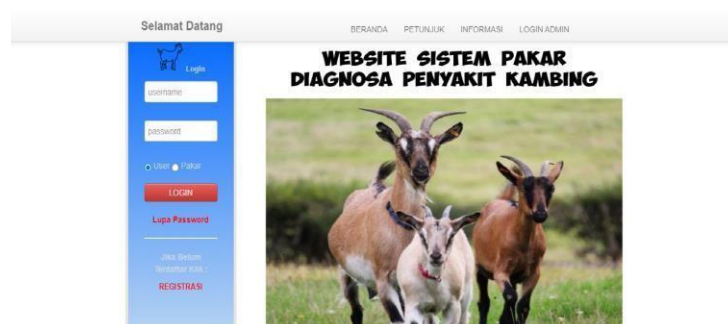 Selamat Datang
BERANDA PETUNJUK INFORMASI LOGIN ADMIN
Login
username
password
User Pakar
LOGIN
Lupa Password
Jika Belum
Terdaftar Klik :
REGISTRASI
WEBSITE SISTEM PAKAR
DIAGNOSA PENYAKIT KAMBING